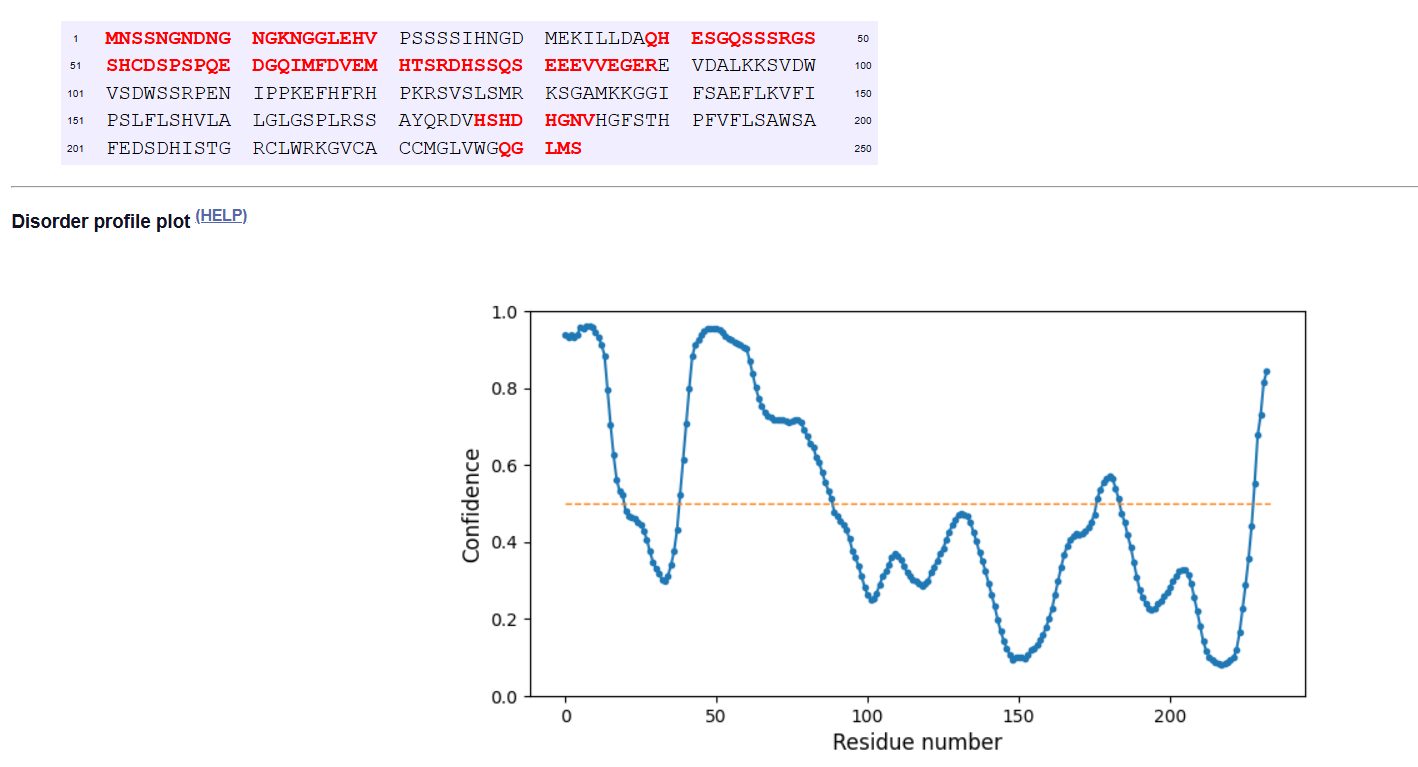 1 MNSSNGNDNG NGKNGGLEHV PSSSSIHNGD MEKILLDAQH ESGQSSSRGS 50
51 SHCDSPSPQE DGQIMFDVEM HTSRDHSSQS EEEVVEGERE VDALKKSVDW 100
101 VSDWSSRPEN IPPKEFHFRH PKRSVSLSMR KSGAMKKGGI FSAEFLKVFI 150
151 PSLFLSHVLA LGLGSPLRSS AYQRDVHSHD HGNVHGFSTH PFVFLSAWSA 200
201 FEDSDHISTG RCLWRKGVCA CCMGLVWGQG LMS 250
Disorder profile plot (HELP)
1.0
0.8
0.6
0.4
0.2
0.0
Confidence
0 50 100 150 200
Residue number